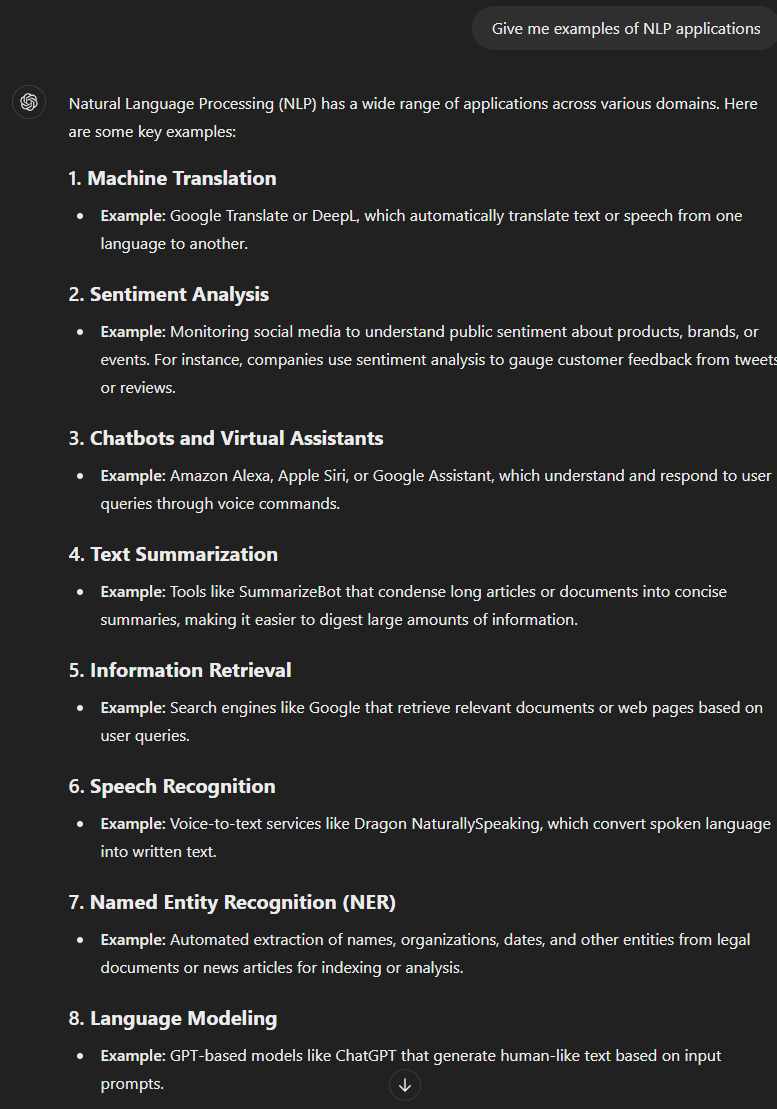 Give me examples of NLP applications
Natural Language Processing (NLP) has a wide range of applications across various domains. Here
are some key examples:
1. Machine Translation
• Example: Google Translate or DeepL, which automatically translate text or speech from one
language to another.
2. Sentiment Analysis
• Example: Monitoring social media to understand public sentiment about products, brands, or
events. For instance, companies use sentiment analysis to gauge customer feedback from tweets
or reviews.
3. Chatbots and Virtual Assistants
• Example: Amazon Alexa, Apple Siri, or Google Assistant, which understand and respond to user
queries through voice commands.
4. Text Summarization
• Example: Tools like SummarizeBot that condense long articles or documents into concise
summaries, making it easier to digest large amounts of information.
5. Information Retrieval
• Example: Search engines like Google that retrieve relevant documents or web pages based on
user queries.
6. Speech Recognition
• Example: Voice-to-text services like Dragon NaturallySpeaking, which convert spoken language
into written text.
7. Named Entity Recognition (NER)
• Example: Automated extraction of names, organizations, dates, and other entities from legal
documents or news articles for indexing or analysis.
8. Language Modeling
• Example: GPT-based models like ChatGPT that generate human-like text based on input
prompts.